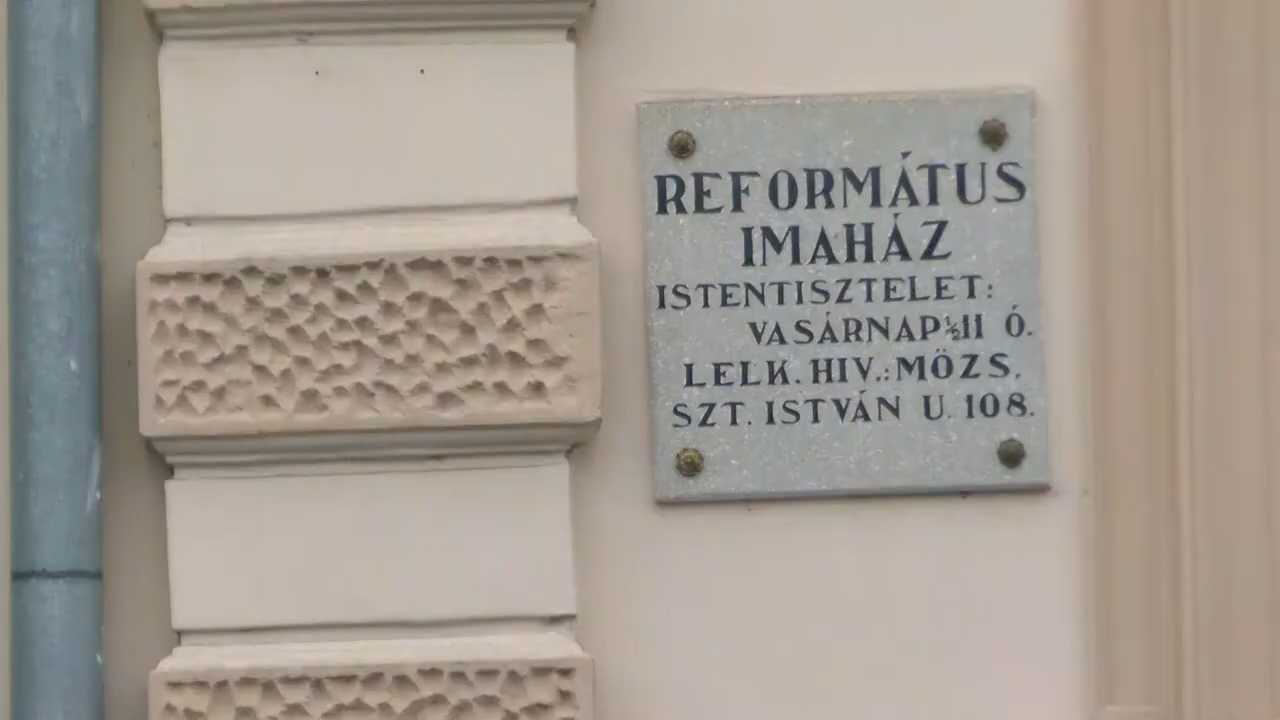 REFORMÁTUS
IMAHÁZ
ISTENTISZTELET:
VASÁRNAP ½11 Ó.
LELK. HIV.: MÖZS.
SZT. ISTVÁN U. 108.